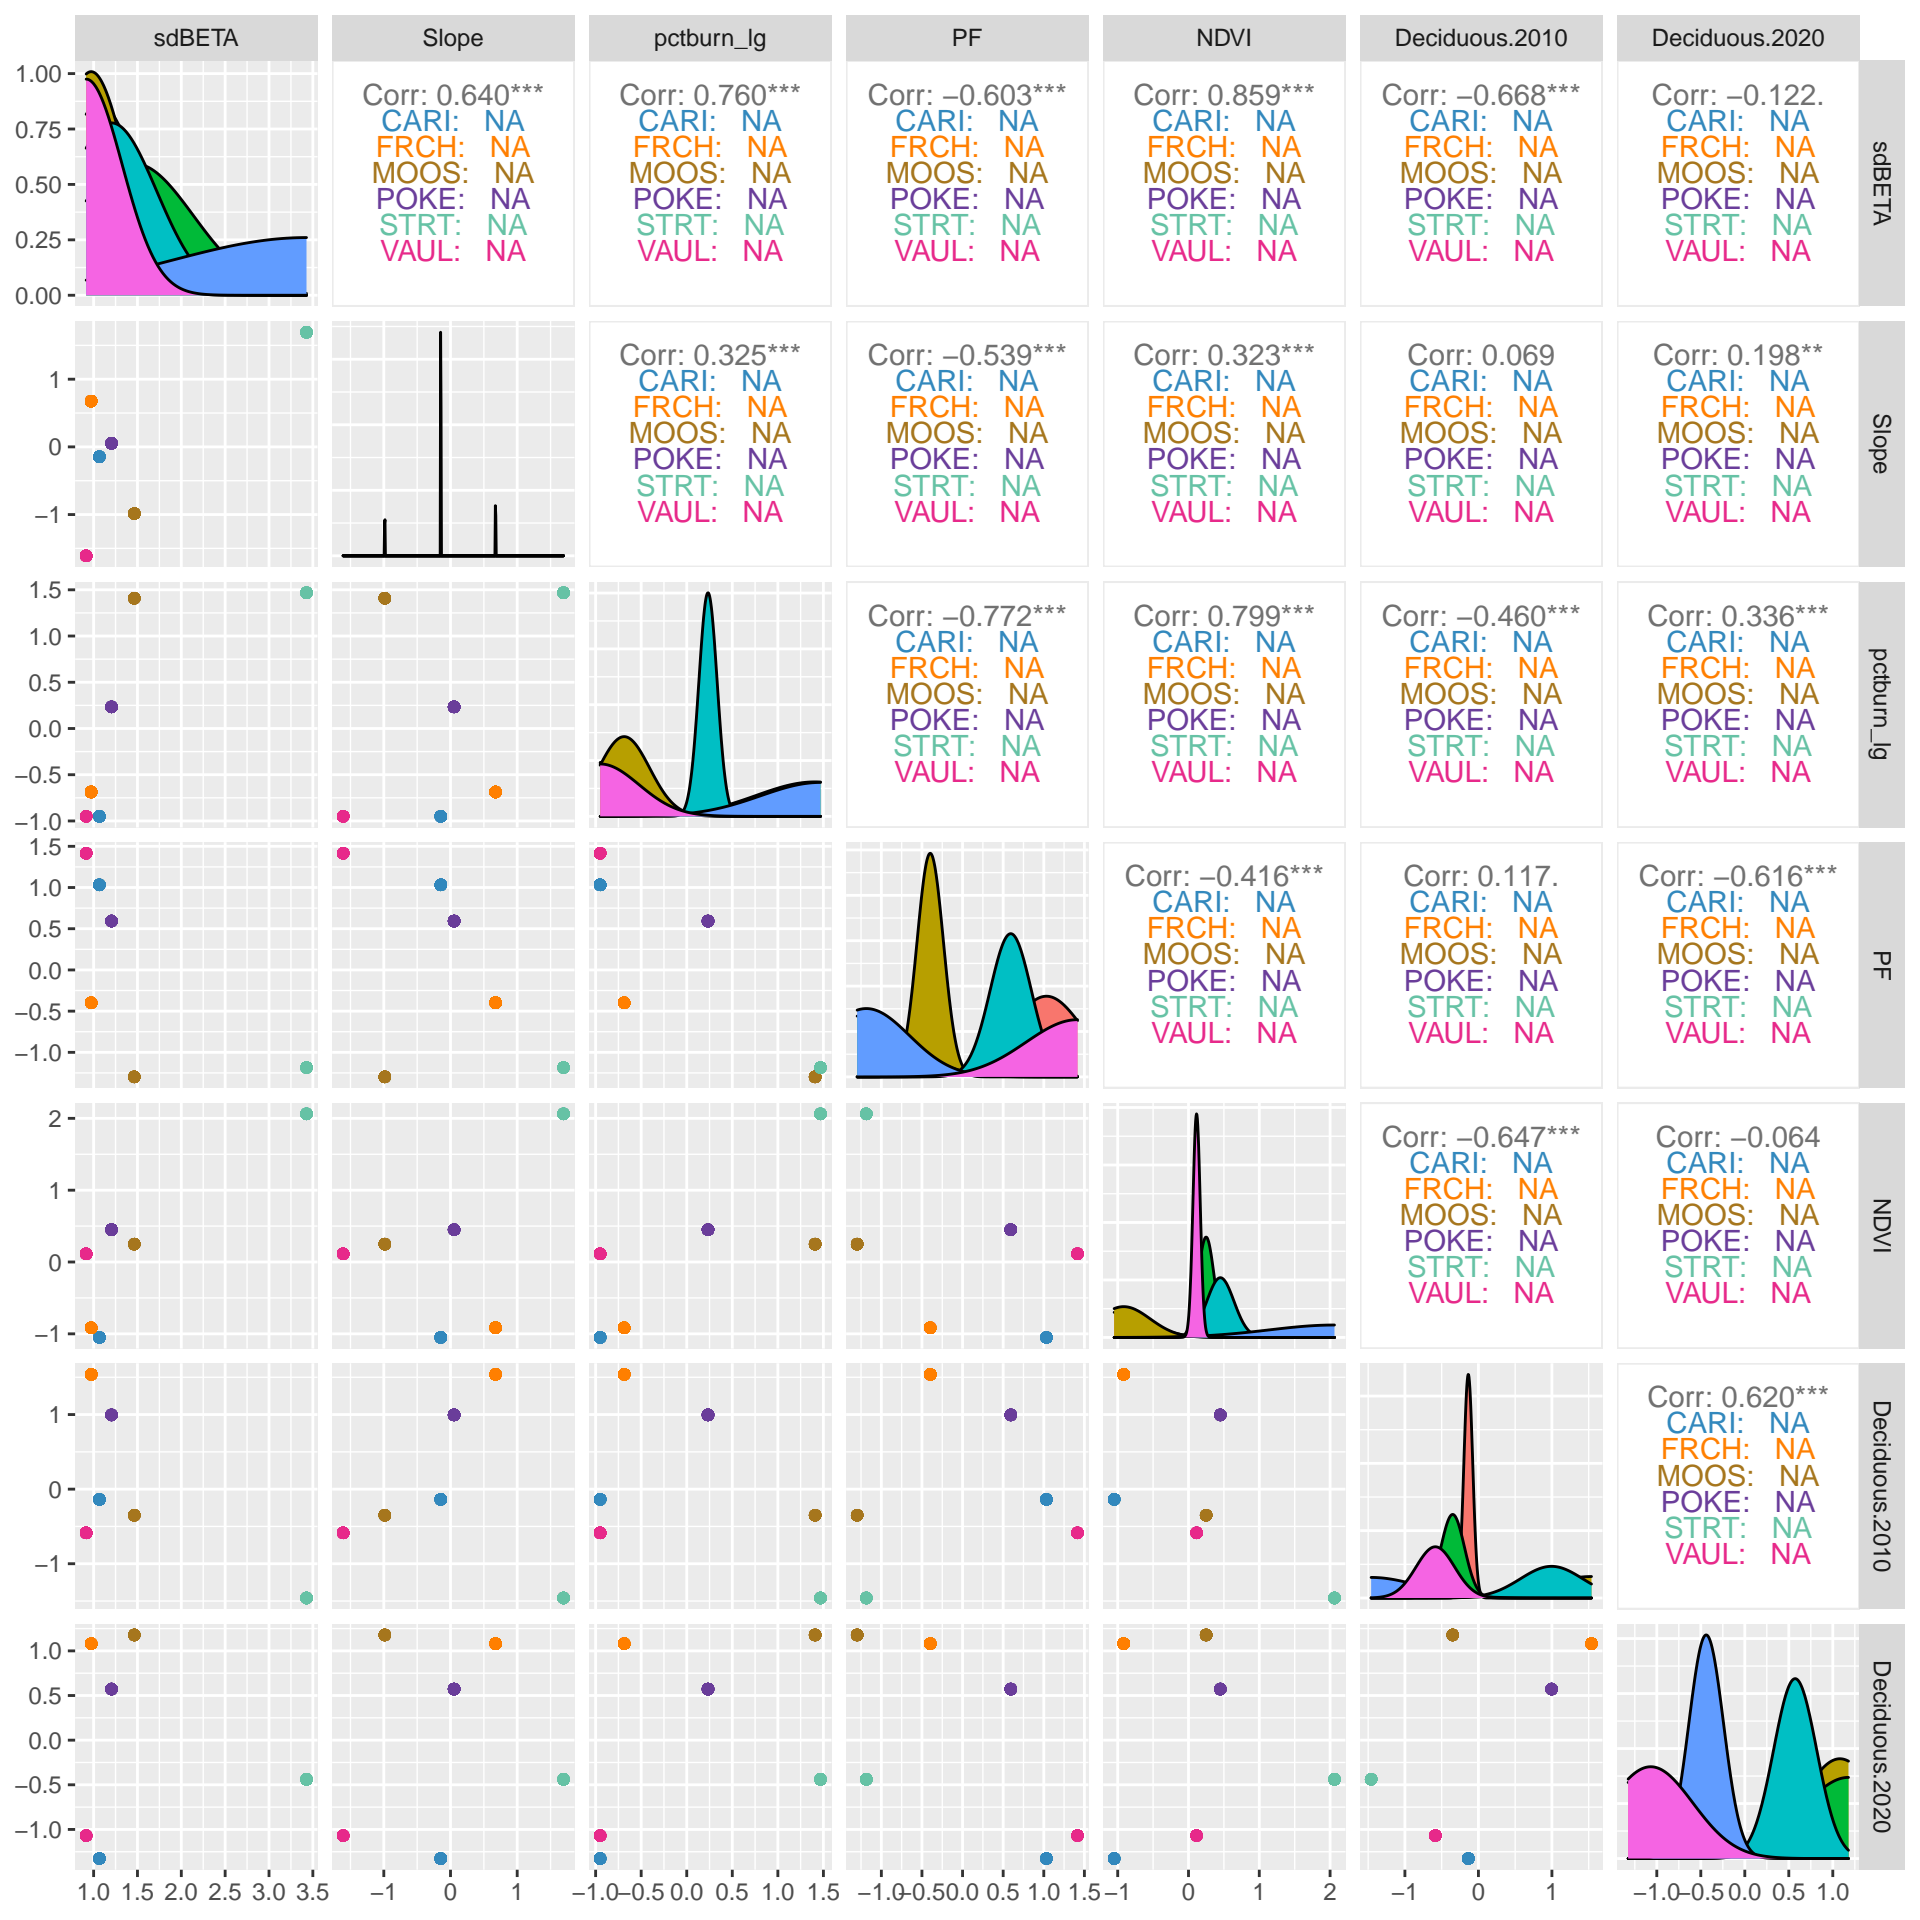 sdBETA Slope pctburn_lg PF NDVI Deciduous.2010 Deciduous.2020
1.00
0.75
0.50
0.25
0.00
Corr: 0.640*** Corr: 0.760*** Corr: −0.603*** Corr: 0.859*** Corr: −0.668*** Corr: −0.122.
CARI: NA CARI: NA CARI: NA CARI: NA CARI: NA CARI: NA
FRCH: NA FRCH: NA FRCH: NA FRCH: NA FRCH: NA FRCH: NA
MOOS: NA MOOS: NA MOOS: NA MOOS: NA MOOS: NA MOOS: NA
POKE: NA POKE: NA POKE: NA POKE: NA POKE: NA POKE: NA
STRT: NA STRT: NA STRT: NA STRT: NA STRT: NA STRT: NA
VAUL: NA VAUL: NA VAUL: NA VAUL: NA VAUL: NA VAUL: NA
sdBETA
1
0
−1
Corr: 0.325*** Corr: −0.539*** Corr: 0.323*** Corr: 0.069 Corr: 0.198**
CARI: NA CARI: NA CARI: NA CARI: NA CARI: NA
FRCH: NA FRCH: NA FRCH: NA FRCH: NA FRCH: NA
MOOS: NA MOOS: NA MOOS: NA MOOS: NA MOOS: NA
POKE: NA POKE: NA POKE: NA POKE: NA POKE: NA
STRT: NA STRT: NA STRT: NA STRT: NA STRT: NA
VAUL: NA VAUL: NA VAUL: NA VAUL: NA VAUL: NA
Slope
1.5
1.0
0.5
0.0
−0.5
−1.0
Corr: −0.772*** Corr: 0.799*** Corr: −0.460*** Corr: 0.336***
CARI: NA CARI: NA CARI: NA CARI: NA
FRCH: NA FRCH: NA FRCH: NA FRCH: NA
MOOS: NA MOOS: NA MOOS: NA MOOS: NA
POKE: NA POKE: NA POKE: NA POKE: NA
STRT: NA STRT: NA STRT: NA STRT: NA
VAUL: NA VAUL: NA VAUL: NA VAUL: NA
pctburn_lg
1.5
1.0
0.5
0.0
−0.5
−1.0
Corr: −0.416*** Corr: 0.117. Corr: −0.616***
CARI: NA CARI: NA CARI: NA
FRCH: NA FRCH: NA FRCH: NA
MOOS: NA MOOS: NA MOOS: NA
POKE: NA POKE: NA POKE: NA
STRT: NA STRT: NA STRT: NA
VAUL: NA VAUL: NA VAUL: NA
PF
2
1
0
−1
Corr: −0.647*** Corr: −0.064
CARI: NA CARI: NA
FRCH: NA FRCH: NA
MOOS: NA MOOS: NA
POKE: NA POKE: NA
STRT: NA STRT: NA
VAUL: NA VAUL: NA
NDVI
1
0
−1
Corr: 0.620***
CARI: NA
FRCH: NA
MOOS: NA
POKE: NA
STRT: NA
VAUL: NA
Deciduous.2010
1.0
0.5
0.0
−0.5
−1.0
Deciduous.2020
1.0 1.5 2.0 2.5 3.0 3.5 −1 0 1 −1.0 −0.5 0.0 0.5 1.0 1.5 −1.0 −0.5 0.0 0.5 1.0 1.5 −1 0 1 2 −1 0 1 −1.0 −0.5 0.0 0.5 1.0